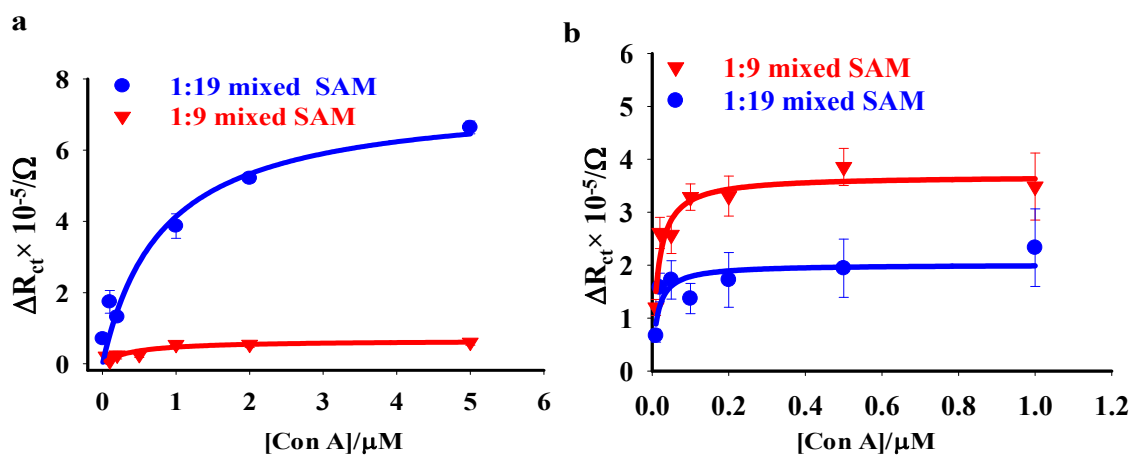 a
1:19 mixed  SAM
1:9 mixed SAM
8
6
4
2
0
ΔRct× 10-5/Ω
0 1 2 3 4 5 6
[Con A]/μM
b
1:9 mixed SAM
1:19 mixed SAM
6
5
4
3
2
1
0
ΔRct× 10-5/Ω
0.0 0.2 0.4 0.6 0.8 1.0 1.2
[Con A]/μM